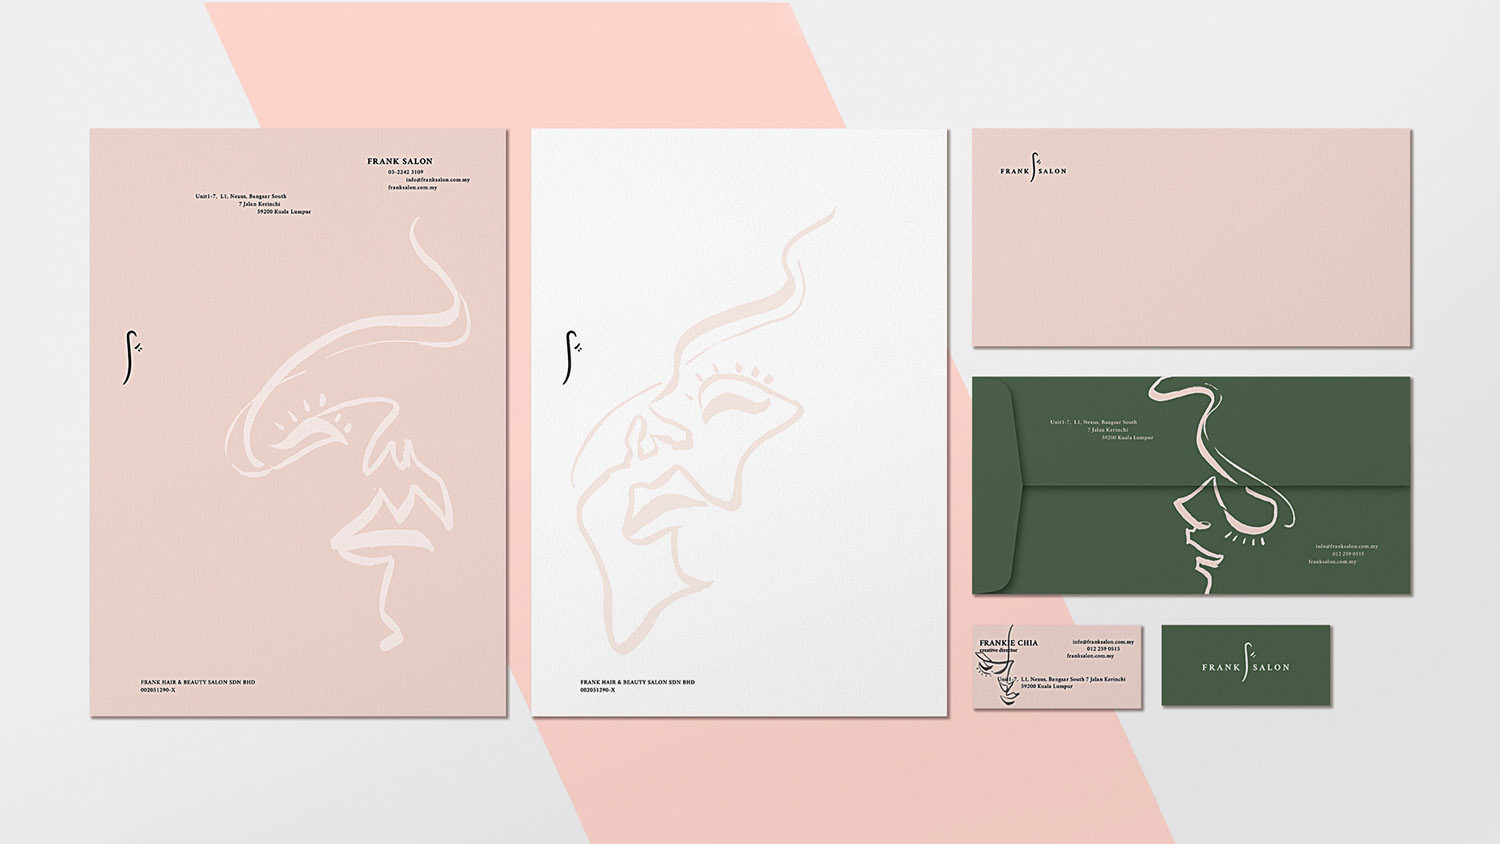 FRANK SALON
03-2242 3109
info@franksalon.com.my
franksalon.com.my
Unit1-7, L1, Nexus, Bangsar South
7 Jalan Kerinchi
59200 Kuala Lumpur
FRANK HAIR & BEAUTY SALON SDN BHD
002051290-X
FRANK HAIR & BEAUTY SALON SDN BHD
002051290-X
FRANK SALON
Unit1-7, L1, Nexus, Bangsar South
7 Jalan Kerinchi
59200 Kuala Lumpur
info@franksalon.com.my
012 259 0515
franksalon.com.my
FRANKIE CHIA
creative director
info@franksalon.com.my
012 259 0515
franksalon.com.my
Unit1-7, L1, Nexus, Bangsar South 7 Jalan Kerinchi
59200 Kuala Lumpur
FRANK SALON